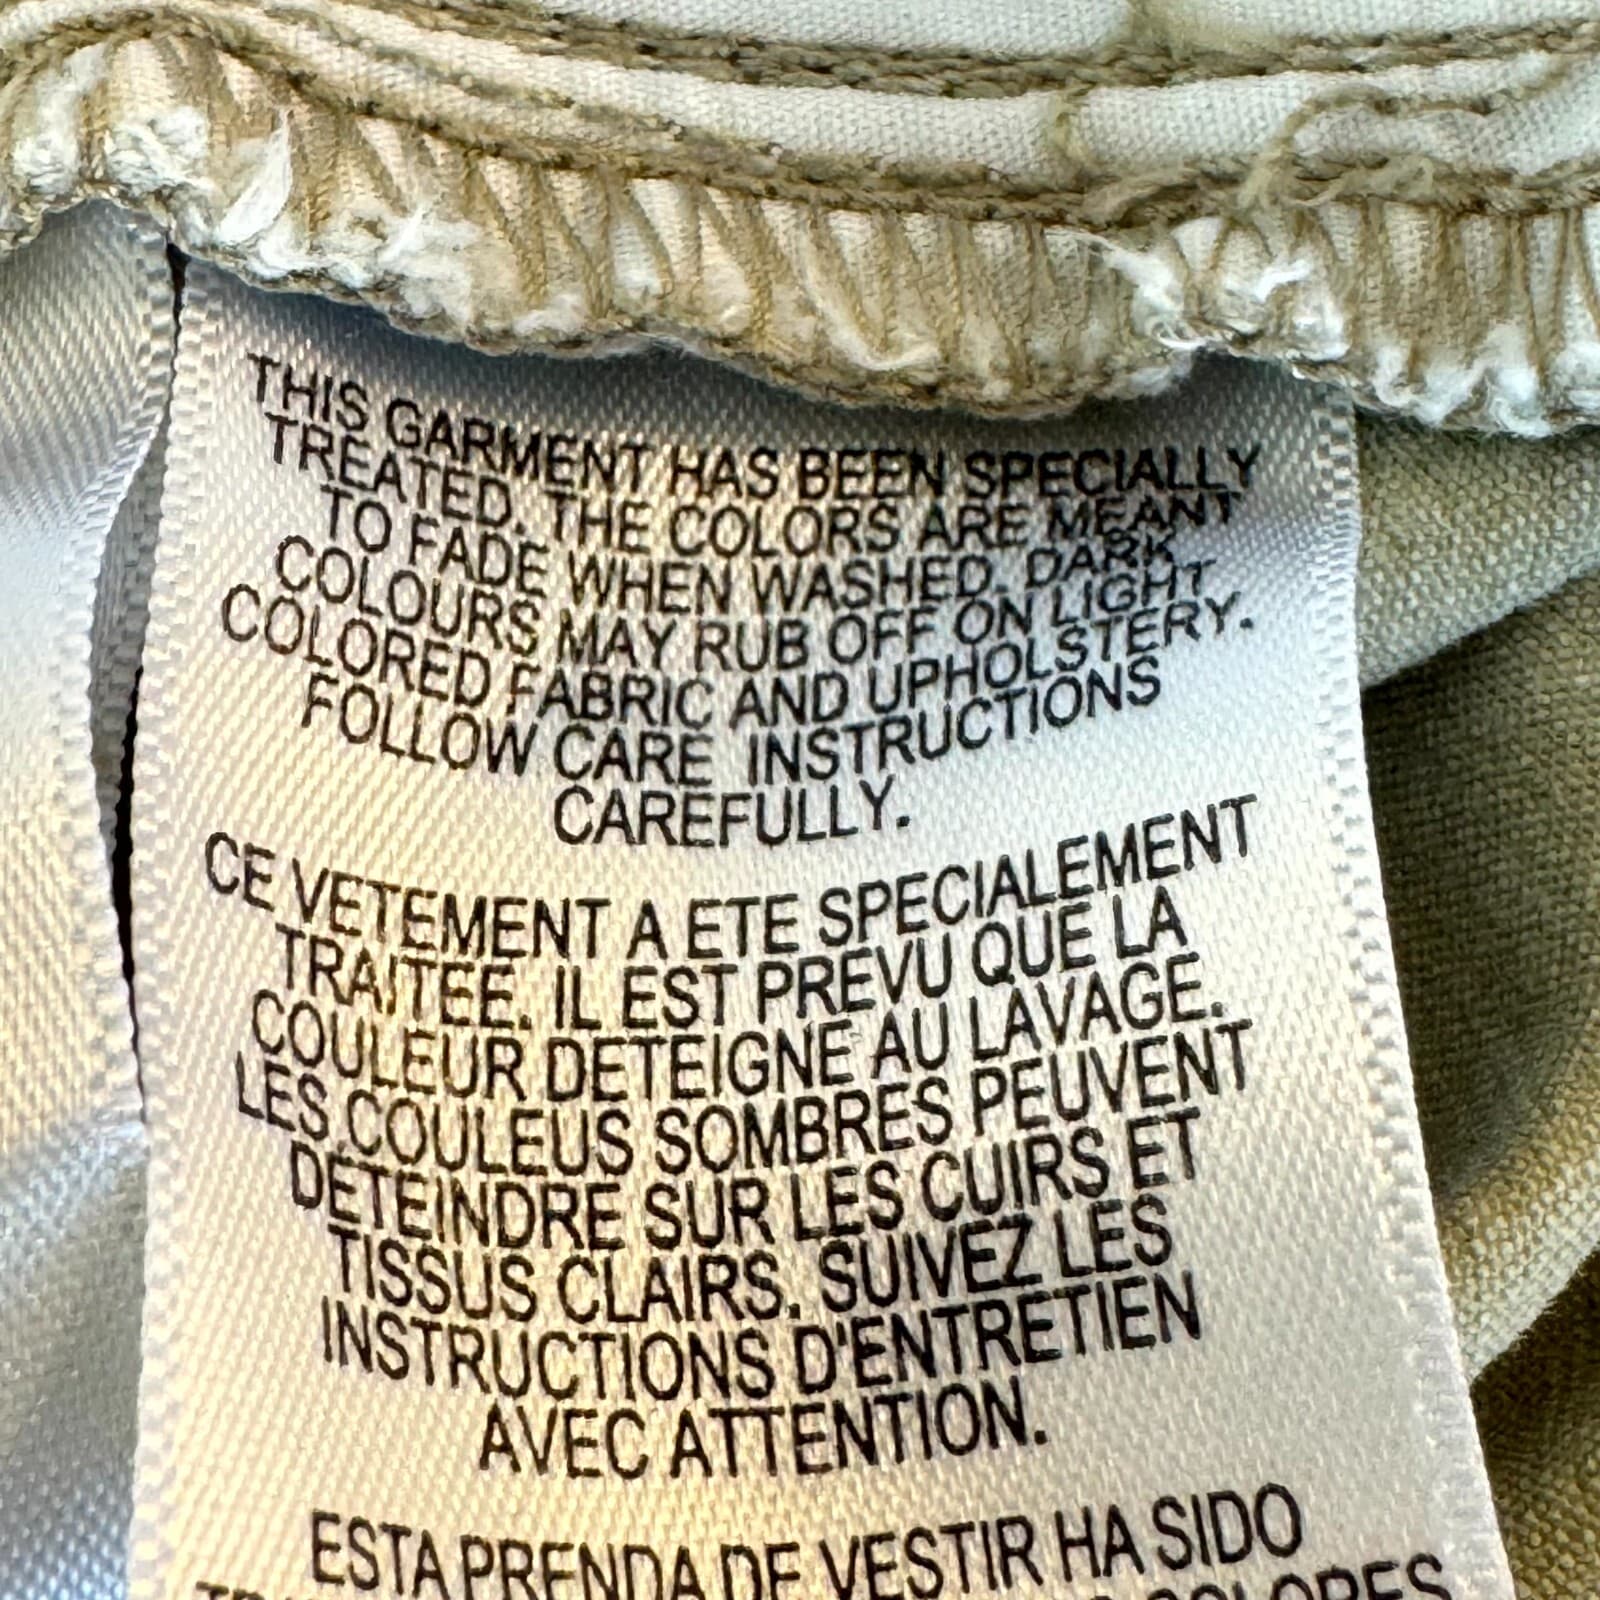 THIS GARMENT HAS BEEN SPECIALLY
TREATED. THE COLORS ARE MEANT
TO FADE WHEN WASHED. DARK
COLOURS MAY RUB OFF ON LIGHT
COLORED FABRIC AND UPHOLSTERY.
FOLLOW CARE INSTRUCTIONS
CAREFULLY.
CE VETEMENT A ETE SPECIALEMENT
TRAITEE. IL EST PREVU QUE LA
COULEUR DETEIGNE AU LAVAGE.
LES COULEUS SOMBRES PEUVENT
DETEINDRE SUR LES CUIRS ET
TISSUS CLAIRS. SUIVEZ LES
INSTRUCTIONS D'ENTRETIEN
AVEC ATTENTION.
ESTA PRENDA DE VESTIR HA SIDO
COLORES